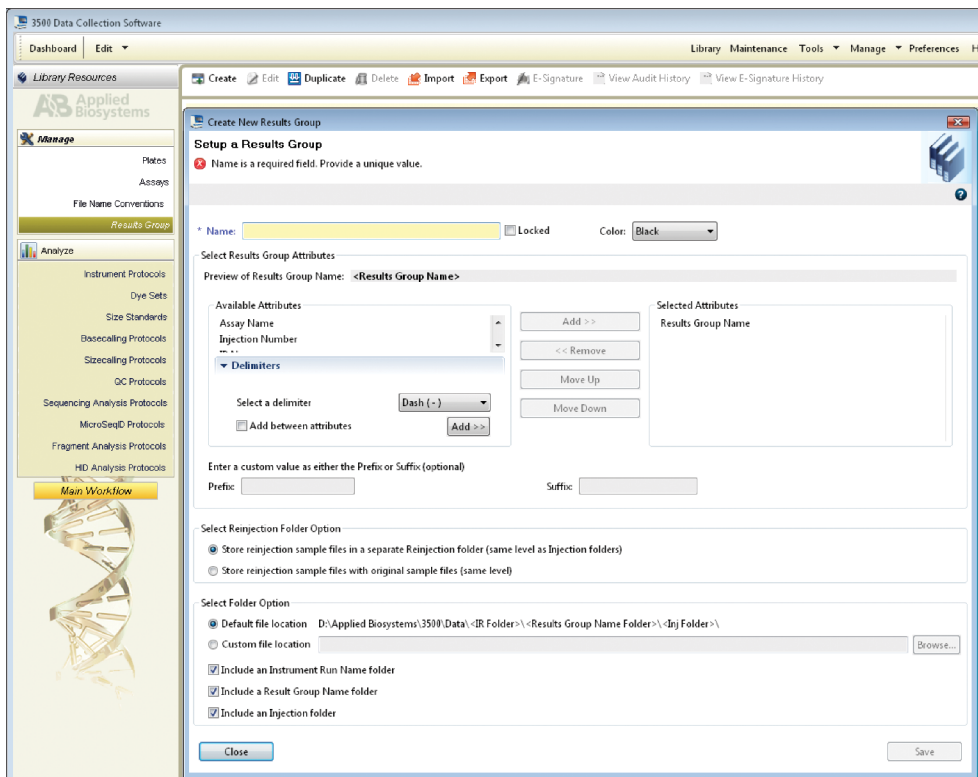 3500 Data Collection Software
Dashboard Edit Library Maintenance Tools Manage Preferences H
Library Resources
Create Edit Duplicate Delete Import Export E-Signature View Audit History View E-Signature History
AB Applied
Biosystems
Manage
Plates
Assays
File Name Conventions
Results Group
Analyze
Instrument Protocols
Dye Sets
Size Standards
Basecalling Protocols
Sizecalling Protocols
QC Protocols
Sequencing Analysis Protocols
MicroSeqID Protocols
Fragment Analysis Protocols
HID Analysis Protocols
Main Workflow
Create New Results Group
Setup a Results Group
Name is a required field. Provide a unique value.
* Name: Locked Color: Black
Select Results Group Attributes
Preview of Results Group Name: <Results Group Name>
Available Attributes
Assay Name
Injection Number
Delimiters
Select a delimiter Dash ( - )
Add between attributes Add >>
Add >>
<< Remove
Move Up
Move Down
Selected Attributes
Results Group Name
Enter a custom value as either the Prefix or Suffix (optional)
Prefix: Suffix:
Select Reinjection Folder Option
Store reinjection sample files in a separate Reinjection folder (same level as Injection folders)
Store reinjection sample files with original sample files (same level)
Select Folder Option
Default file location D:\Applied Biosystems\3500\Data\<IR Folder>\<Results Group Name Folder>\<Inj Folder>\
Custom file location Browse...
Include an Instrument Run Name folder
Include a Result Group Name folder
Include an Injection folder
Close Save